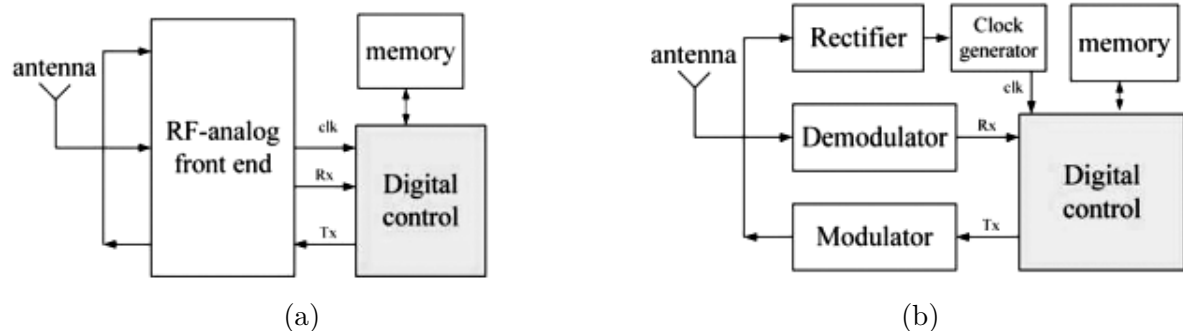 antenna
RF-analog
front end
memory
clk
Rx
Tx
Digital
control
(a)
antenna
Rectifier
Clock
generator
memory
clk
Demodulator
Rx
Digital
control
Modulator
Tx
(b)